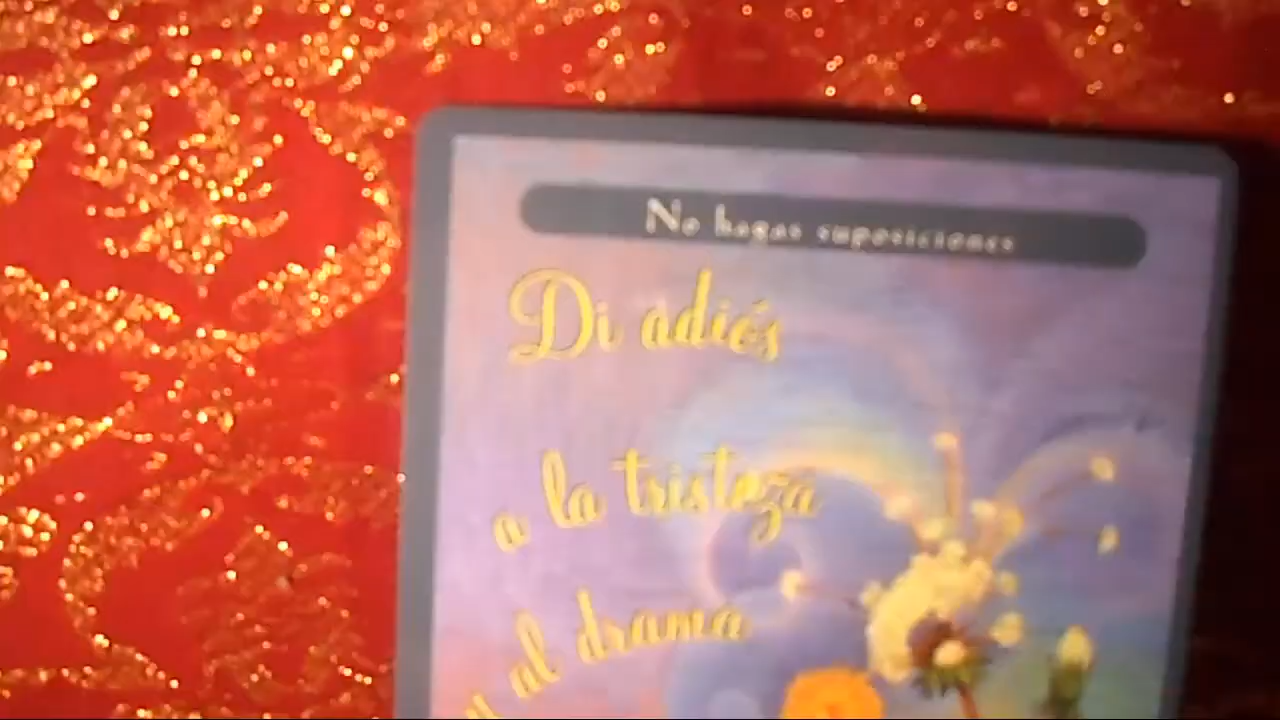 No hagas suposiciones
Di adiós
a la tristeza
y al drama